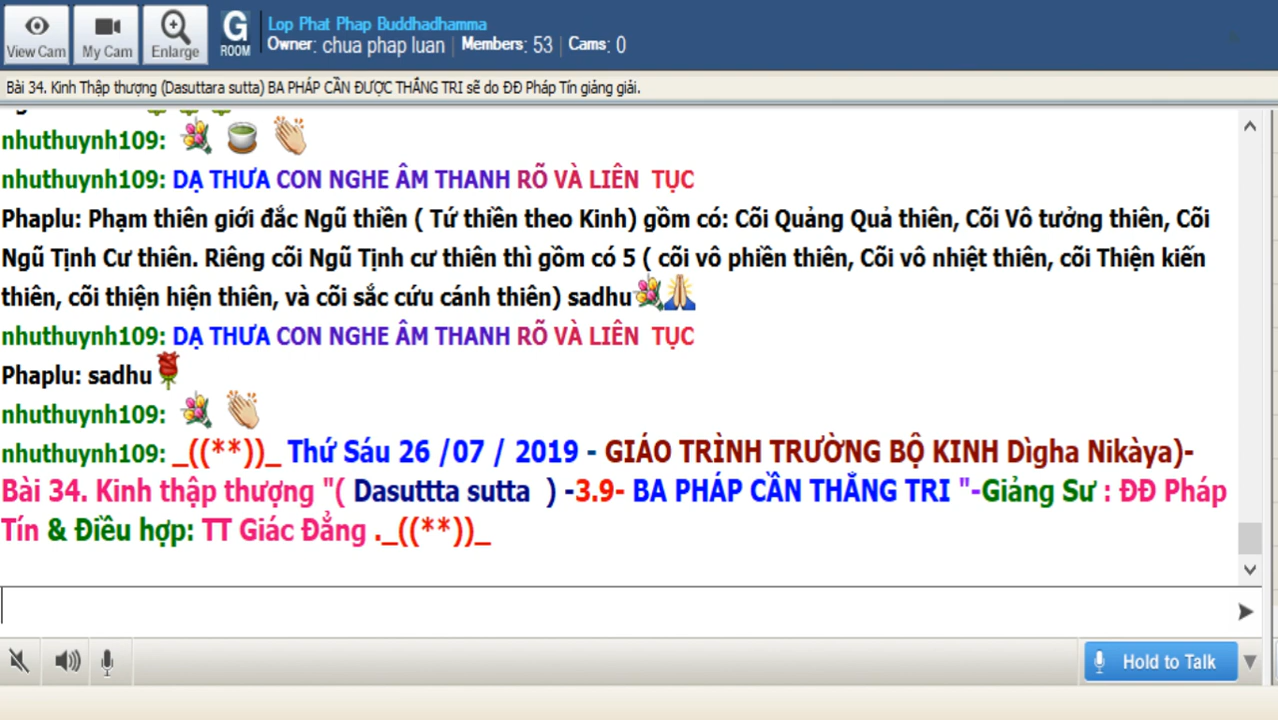 View Cam
My Cam
Enlarge
G
ROOM
Lop Phat Phap Buddhadhamma
Owner: chua phap luan | Members: 53 | Cams: 0
Bài 34. Kinh Thập thượng (Dasuttara sutta) BA PHÁP CẦN ĐƯỢC THẮNG TRI sẽ do ĐĐ Pháp Tín giảng giải.
nhuthuynh109:
nhuthuynh109: DẠ THƯA CON NGHE ÂM THANH RÕ VÀ LIÊN TỤC
Phaplu: Phạm thiên giới đắc Ngũ thiền ( Tứ thiền theo Kinh) gồm có: Cõi Quảng Quả thiên, Cõi Vô tưởng thiên, Cõi
Ngũ Tịnh Cư thiên. Riêng cõi Ngũ Tịnh cư thiên thì gồm có 5 ( cõi vô phiền thiên, Cõi vô nhiệt thiên, cõi Thiện kiến
thiên, cõi thiện hiện thiên, và cõi sắc cứu cánh thiên) sadhu
nhuthuynh109: DẠ THƯA CON NGHE ÂM THANH RÕ VÀ LIÊN TỤC
Phaplu: sadhu
nhuthuynh109:
nhuthuynh109: _((**))_ Thứ Sáu 26 /07 / 2019 - GIÁO TRÌNH TRƯỜNG BỘ KINH Dìgha Nikàya)-
Bài 34. Kinh thập thượng "( Dasuttta sutta ) -3.9- BA PHÁP CẦN THẮNG TRI "-Giảng Sư : ĐĐ Pháp
Tín & Điều hợp: TT Giác Đẳng ._((**))_
Hold to Talk